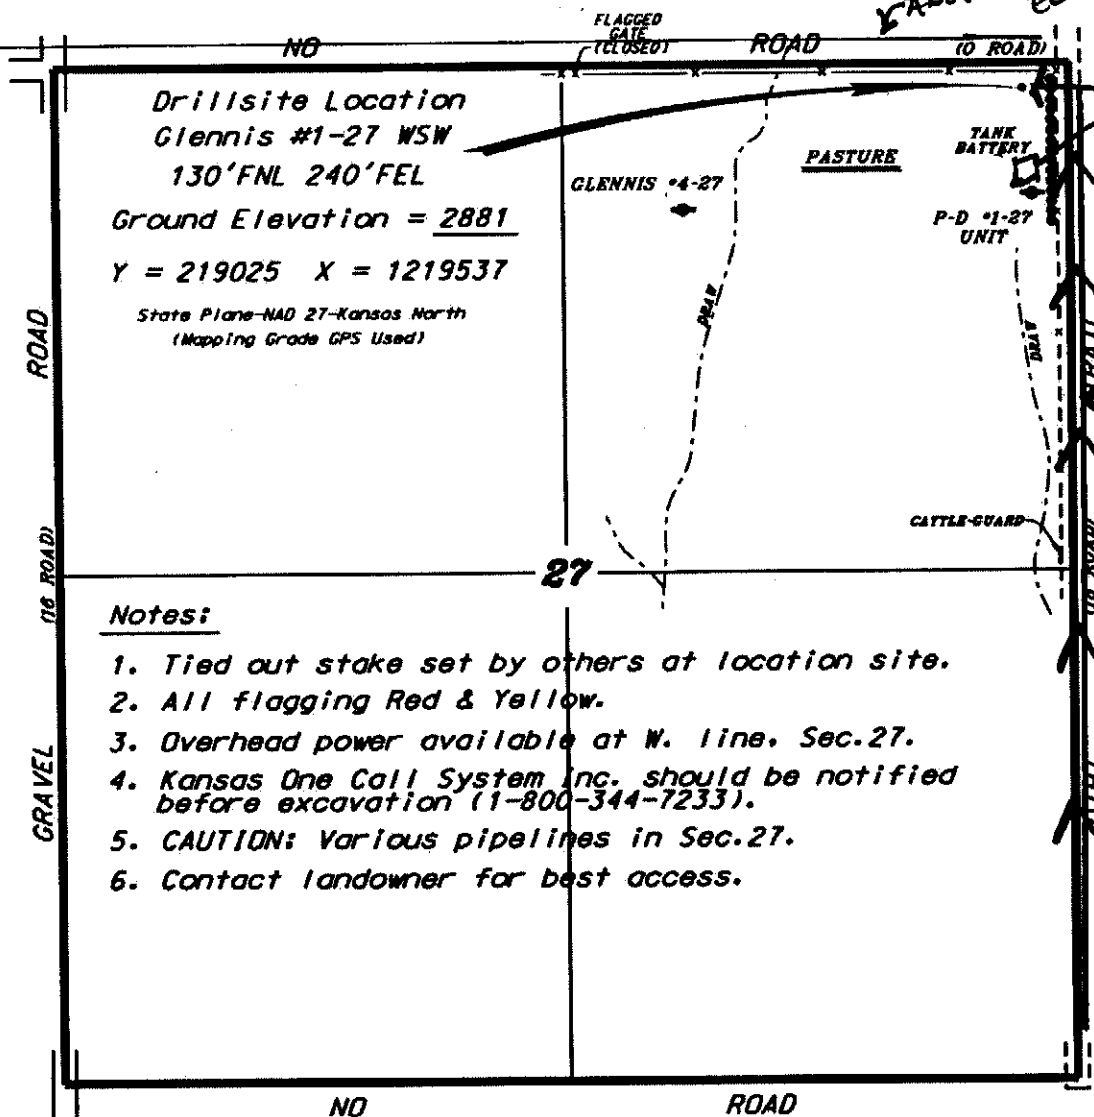 FLAGGED
GATE
(CLOSED)
NO ROAD (O ROAD)
Drillsite Location
Glennis #1-27 WSW
130'FNL 240'FEL
Ground Elevation = 2881
Y = 219025 X = 1219537
State Plane-NAD 27-Kansas North
(Mapping Grade GPS Used)
GLENNIS #4-27
PASTURE
TANK
BATTERY
P-D #1-27
UNIT
DRAW
DRAW
ROAD
(16 ROAD)
GRAVEL
CATTLE-GUARD
27
Notes:
1. Tied out stake set by others at location site.
2. All flagging Red & Yellow.
3. Overhead power available at W. line. Sec.27.
4. Kansas One Call System Inc. should be notified
before excavation (1-800-344-7233).
5. CAUTION: Various pipelines in Sec.27.
6. Contact landowner for best access.
NO ROAD